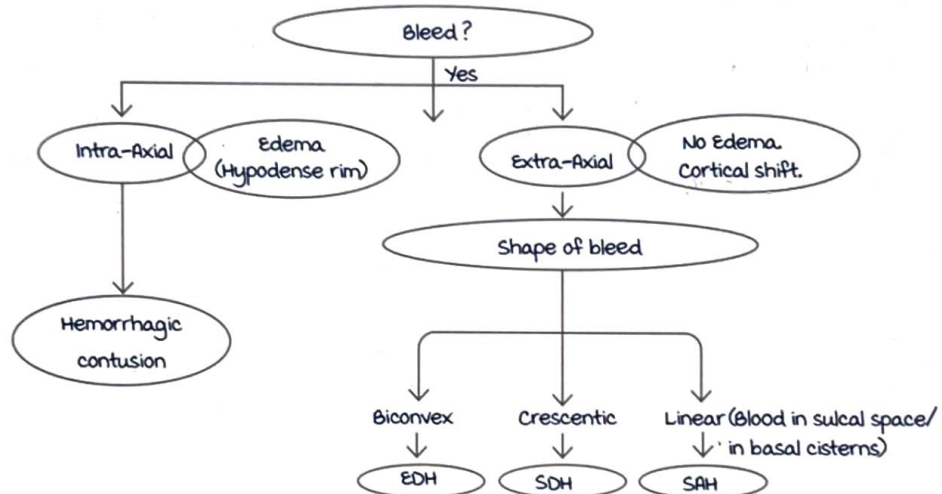 Bleed?
Yes
Intra-Axial
Edema
(Hypodense rim)
Extra-Axial
No Edema
Cortical shift.
Shape of bleed
Hemorrhagic
contusion
Biconvex
Crescentic
Linear (Blood in sulcal space/
in basal cisterns)
EDH
SDH
SAH